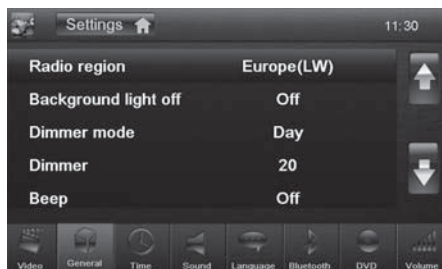 Settings 11:30
Radio region Europe(LW)
Background light off Off
Dimmer mode Day
Dimmer 20
Beep Off
Video General Time Sound Language Bluetooth DVD Volume